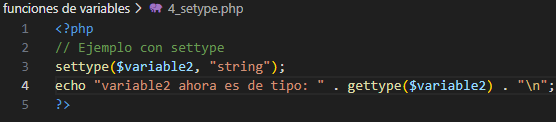 funciones de variables > 4_setype.php
1 <?php
2 // Ejemplo con settype
3 settype($variable2, "string");
4 echo "variable2 ahora es de tipo: " . gettype($variable2) . "\n";
5 ?>